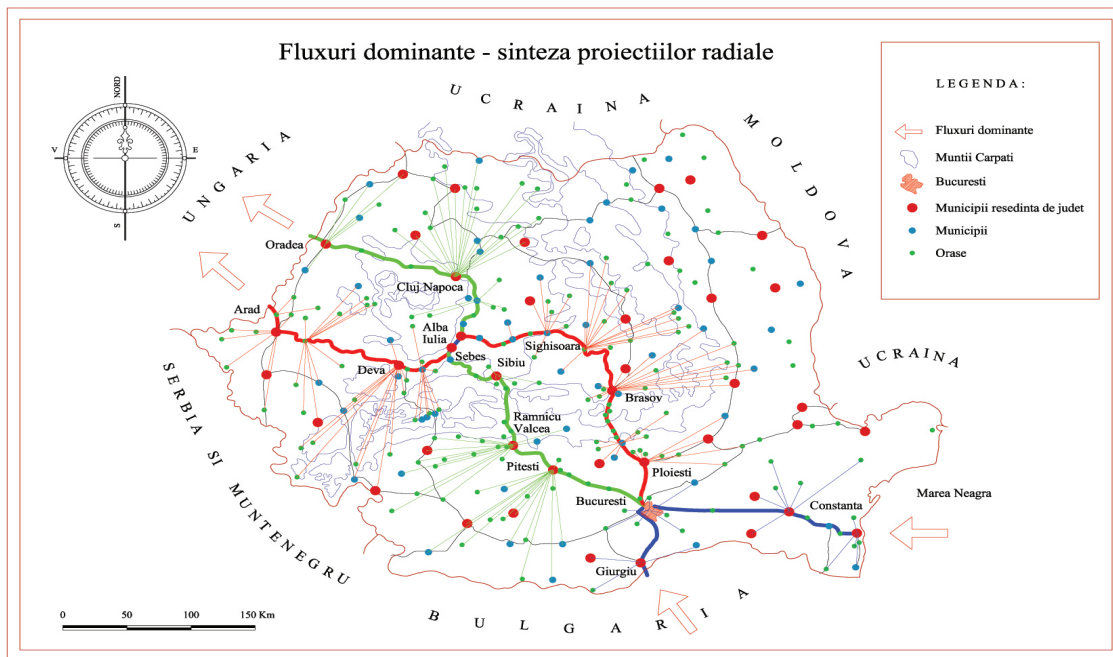 Fluxuri dominante - sinteza proiectiilor radiale
LEGENDA:
Fluxuri dominante
Muntii Carpati
Bucuresti
Municipii resedinta de judet
Municipii
Orase
NORD
V
E
S
UCRAINA
MOLDOVA
UNGARIA
UCRAINA
SERBIA SI MUNTENEGRU
BULGARIA
Marea Neagra
Oradea
Cluj Napoca
Arad
Alba
Iulia
Sebes
Sibiu
Sighisoara
Deva
Brasov
Ramnicu
Valcea
Pitesti
Ploiesti
Bucuresti
Constanta
Giurgiu
0 50 100 150 Km